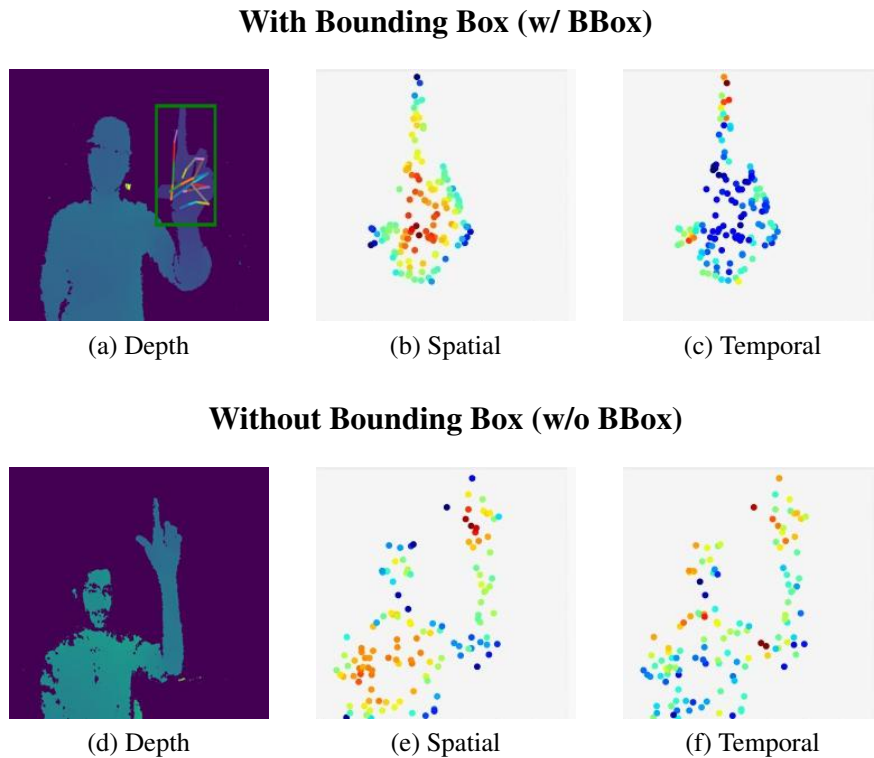 With Bounding Box (w/ BBox)
(a) Depth
(b) Spatial
(c) Temporal
Without Bounding Box (w/o BBox)
(d) Depth
(e) Spatial
(f) Temporal